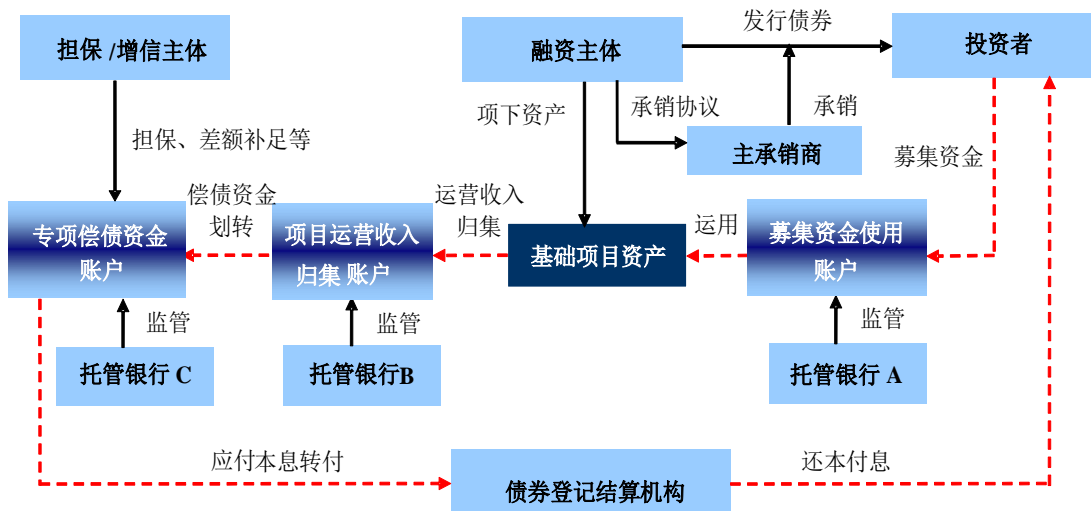 发行债券
担保 /增信主体
融资主体
投资者
项下资产
承销协议
承销
担保、差额补足等
主承销商
募集资金
偿债资金
划转
运营收入
归集
运用
专项偿债资金
账户
项目运营收入
归集 账户
基础项目资产
募集资金使用
账户
监管
监管
监管
托管银行 C
托管银行B
托管银行 A
应付本息转付
还本付息
债券登记结算机构